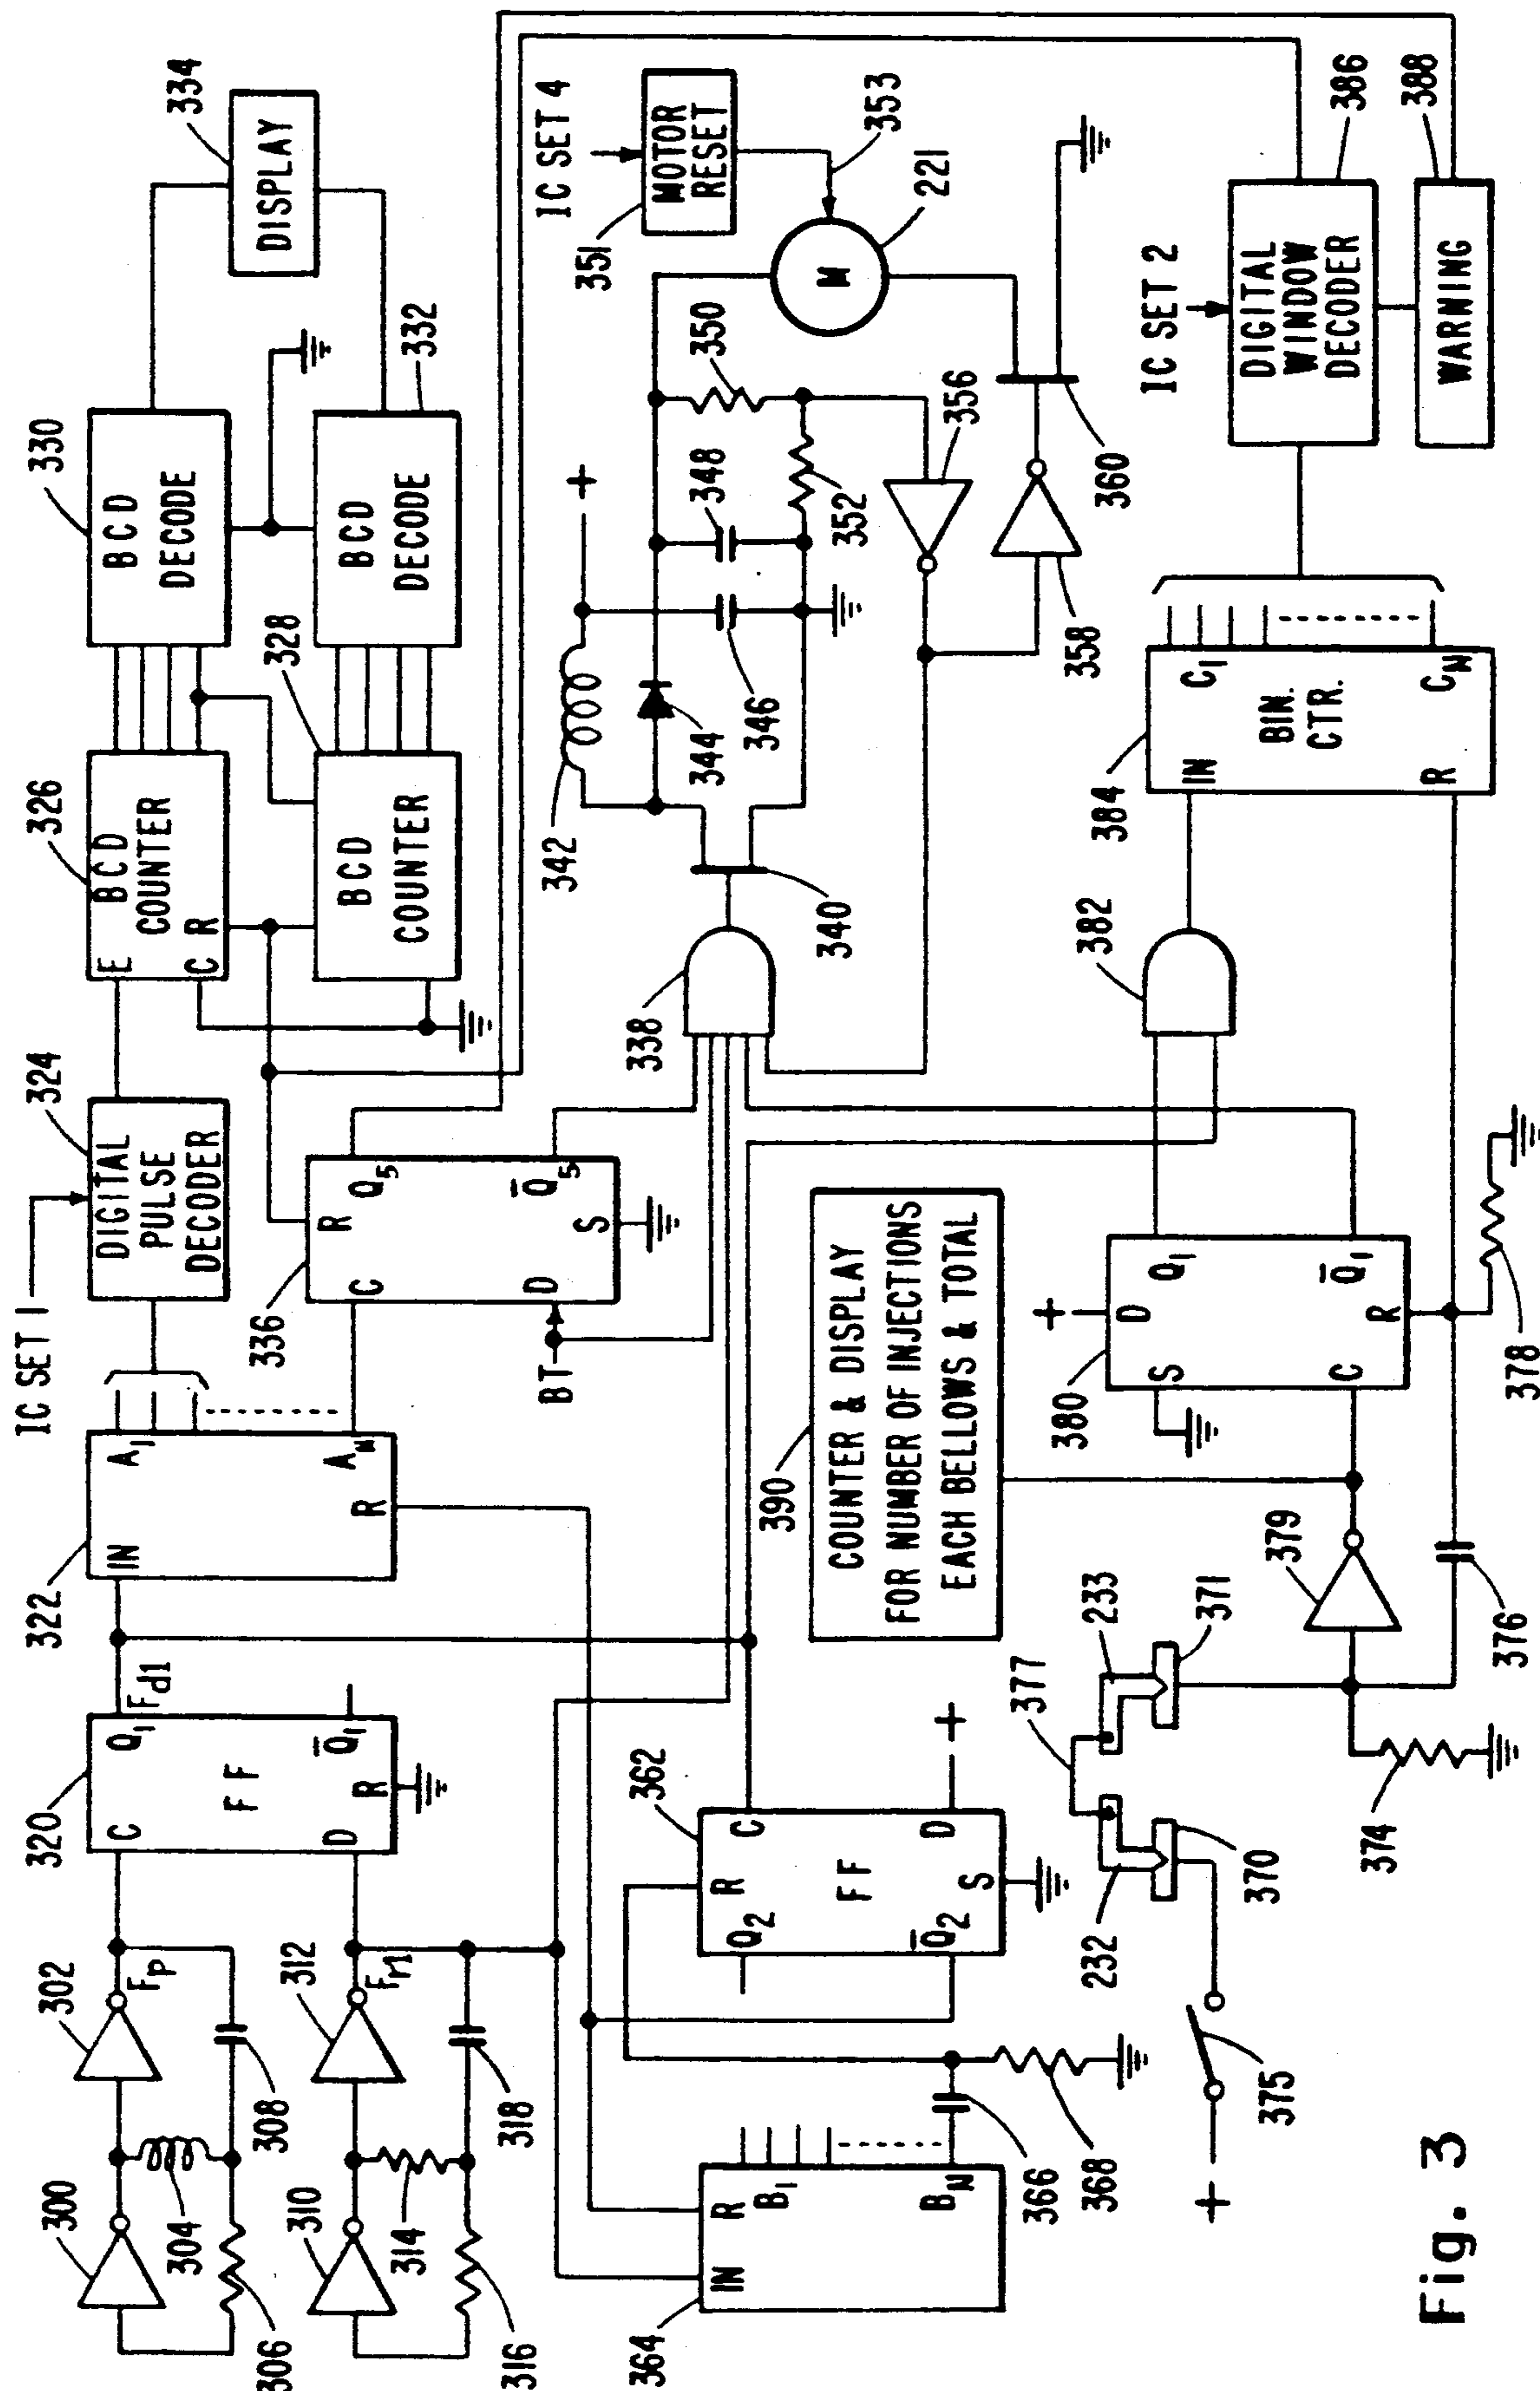 IC SET 1
324
DIGITAL
PULSE
DECODER
326
E
BCD
COUNTER
C
R
330
BCD
DECODE
334
DISPLAY
328
BCD
COUNTER
BCD
DECODE
332
300
302
304
306
308
Fp
310
312
314
316
318
Fr1
320
C
Q1
FF
D
Q̅1
R
Fd1
322
IN
A1
AN
R
336
R
Q5
C
D
Q̅5
S
BT
338
340
342
344
346
348
350
352
+
IC SET 4
351
MOTOR
RESET
353
M
221
356
358
360
362
R
C
Q2
FF
D
Q̅2
S
+
364
IN
R
B1
BN
366
368
390
COUNTER & DISPLAY
FOR NUMBER OF INJECTIONS
EACH BELLOWS & TOTAL
+
375
232
370
377
233
371
374
376
379
378
380
+
S
D
Q1
C
R
Q̅1
382
384
IN
C1
BIN.
CTR.
R
CN
IC SET 2
DIGITAL
WINDOW
DECODER
386
WARNING
388
Fig. 3